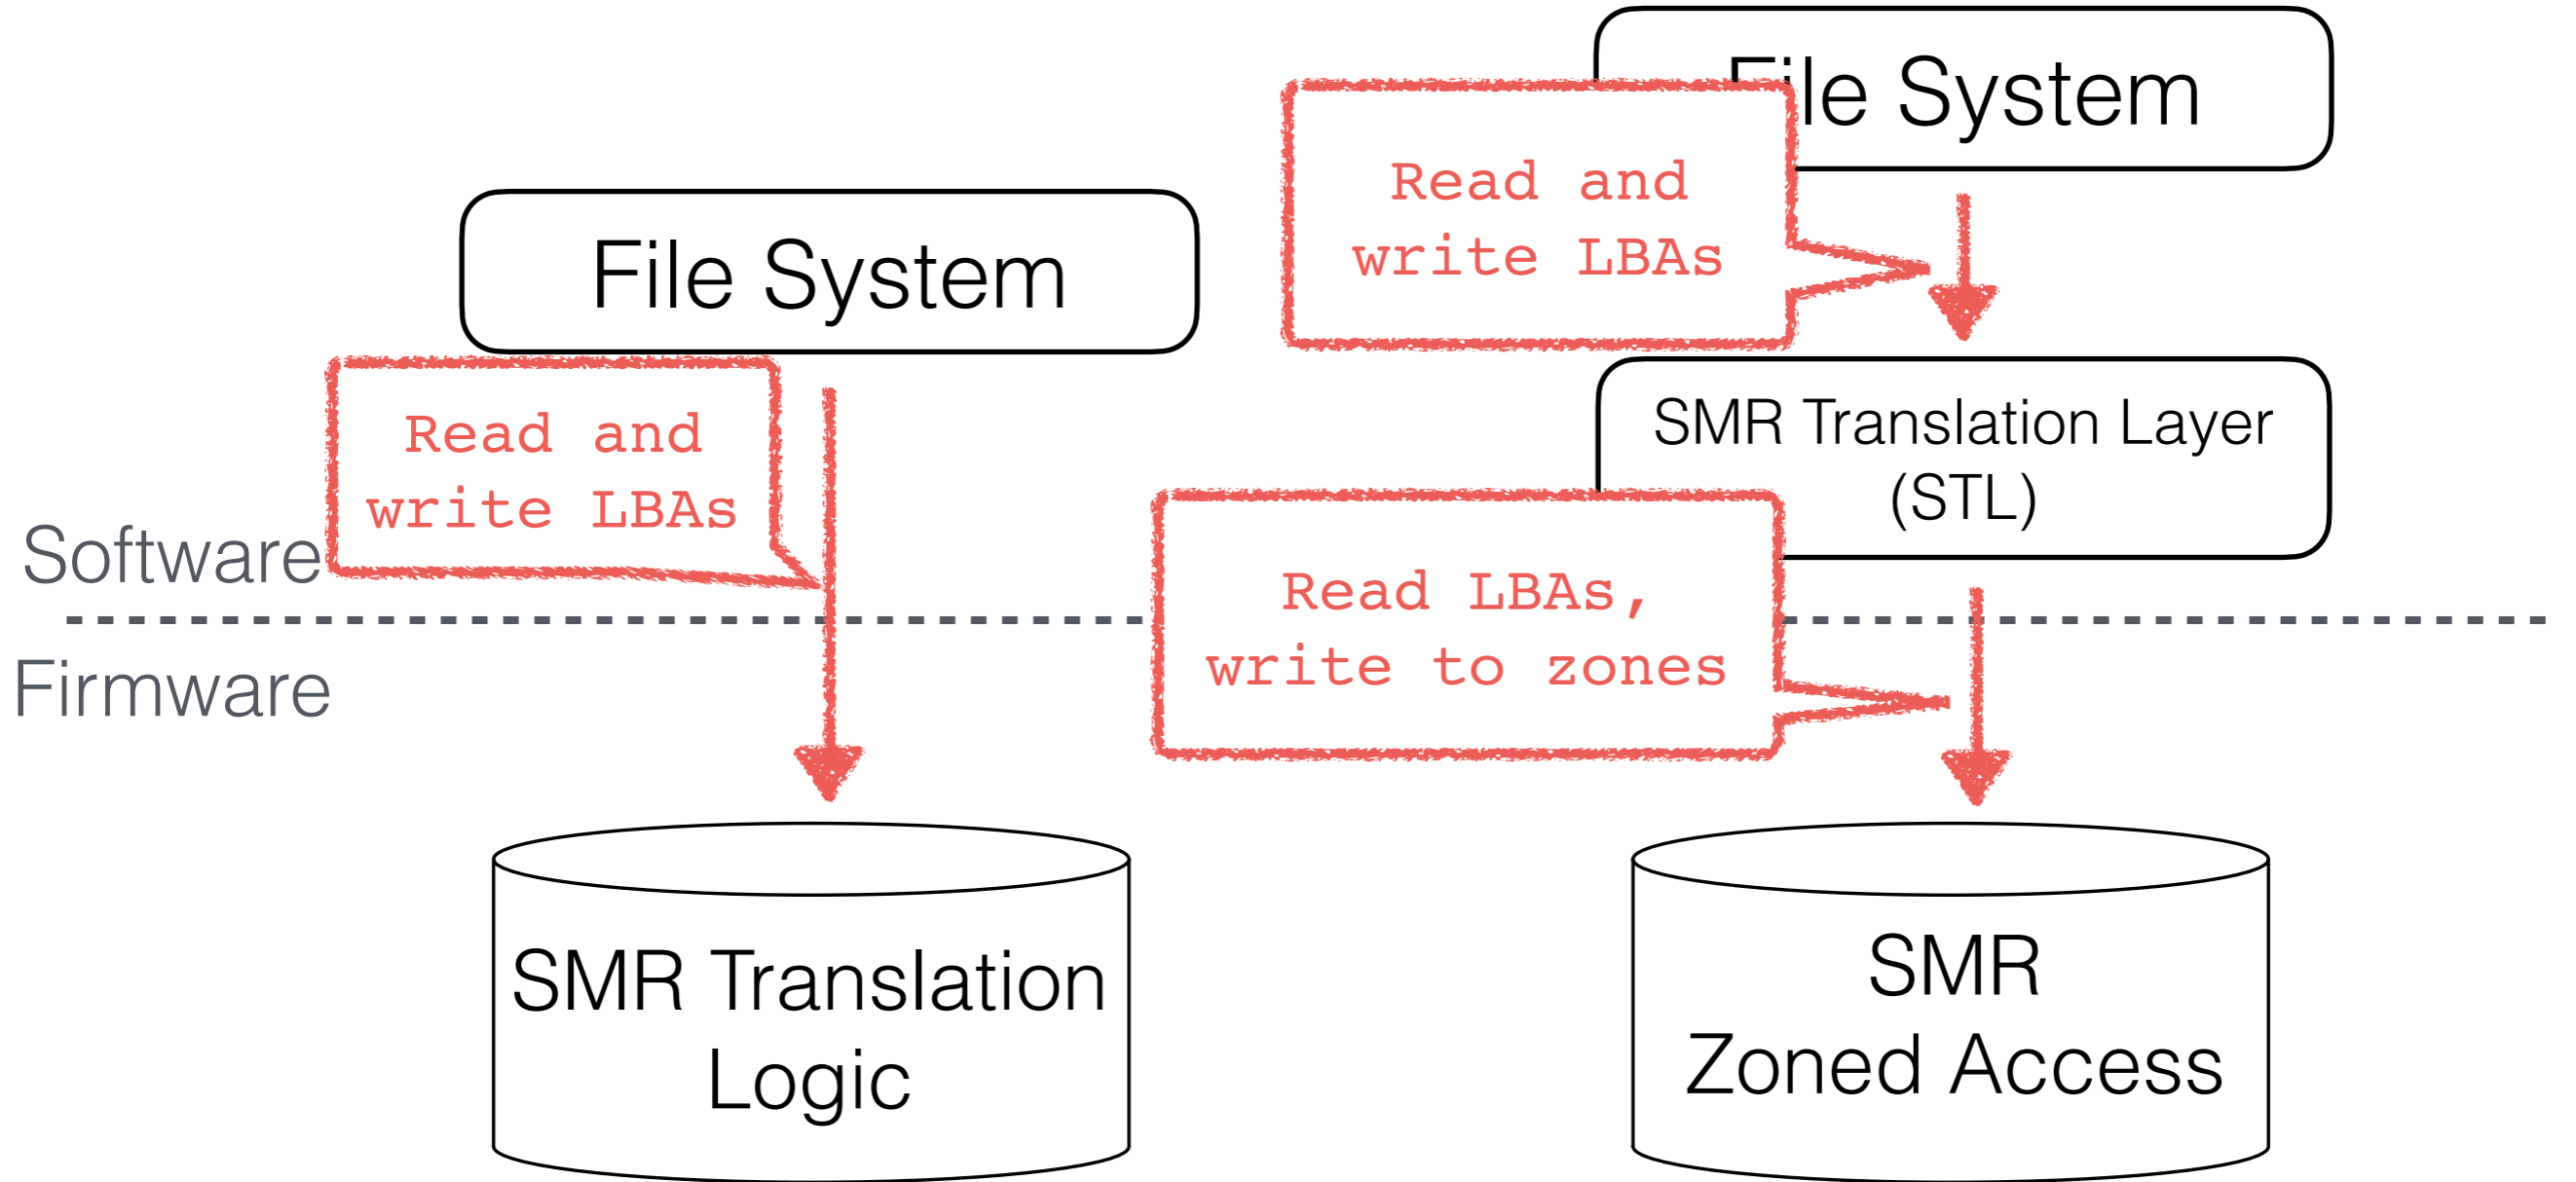 File System
Read and
write LBAs
File System
Read and
write LBAs
SMR Translation Layer
(STL)
Software
Read LBAs,
write to zones
Firmware
SMR Translation
Logic
SMR
Zoned Access